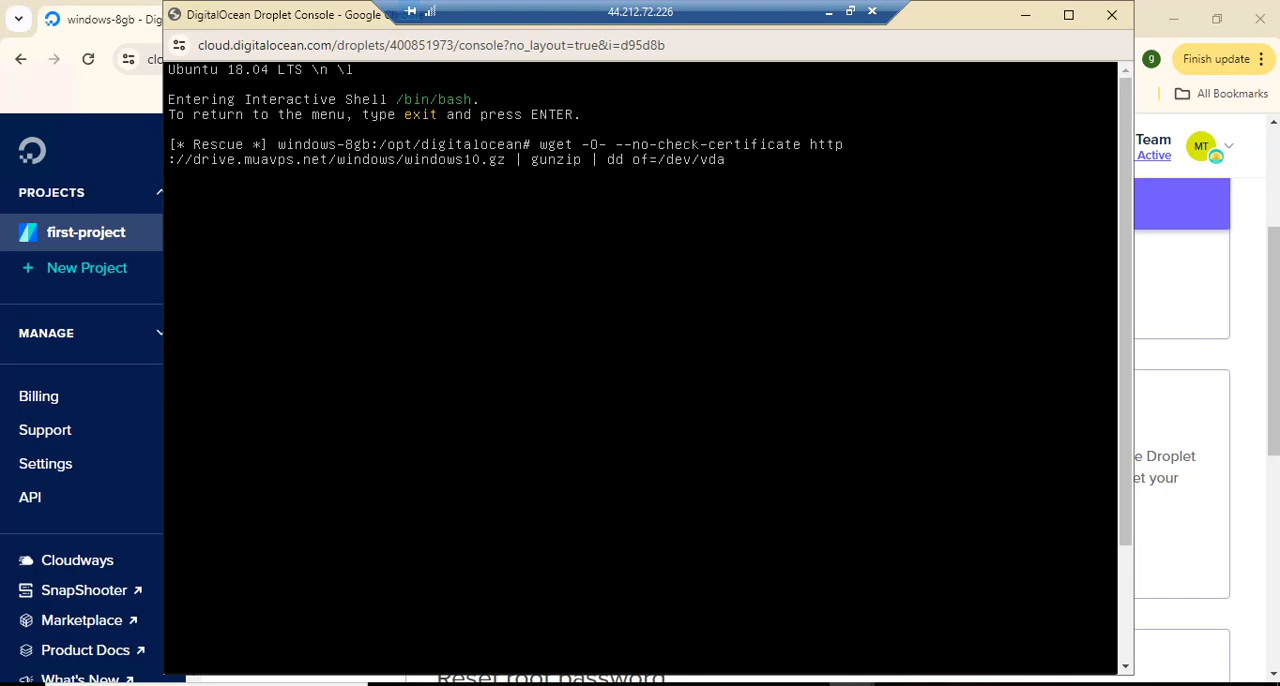 windows-8gb - Dig
DigitalOcean Droplet Console - Google Ch
44.212.72.226
clo
cloud.digitalocean.com/droplets/400851973/console?no_layout=true&i=d95d8b
g
Finish update
All Bookmarks
Ubuntu 18.04 LTS \n \l
Entering Interactive Shell /bin/bash.
To return to the menu, type exit and press ENTER.
[* Rescue *] windows-8gb:/opt/digitalocean# wget -O- --no-check-certificate http
://drive.muavps.net/windows/windows10.gz | gunzip | dd of=/dev/vda
PROJECTS
first-project
+ New Project
MANAGE
Billing
Support
Settings
API
Cloudways
SnapShooter ↗
Marketplace ↗
Product Docs ↗
What's New ↗
Team
Active
MT
e Droplet
et your
Reset root password